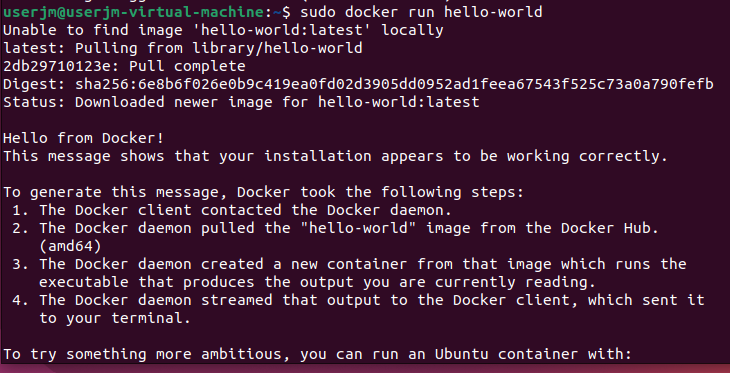 userjm@userjm-virtual-machine:~$ sudo docker run hello-world
Unable to find image 'hello-world:latest' locally
latest: Pulling from library/hello-world
2db29710123e: Pull complete
Digest: sha256:6e8b6f026e0b9c419ea0fd02d3905dd0952ad1feea67543f525c73a0a790fefb
Status: Downloaded newer image for hello-world:latest

Hello from Docker!
This message shows that your installation appears to be working correctly.

To generate this message, Docker took the following steps:
 1. The Docker client contacted the Docker daemon.
 2. The Docker daemon pulled the "hello-world" image from the Docker Hub.
    (amd64)
 3. The Docker daemon created a new container from that image which runs the
    executable that produces the output you are currently reading.
 4. The Docker daemon streamed that output to the Docker client, which sent it
    to your terminal.

To try something more ambitious, you can run an Ubuntu container with: